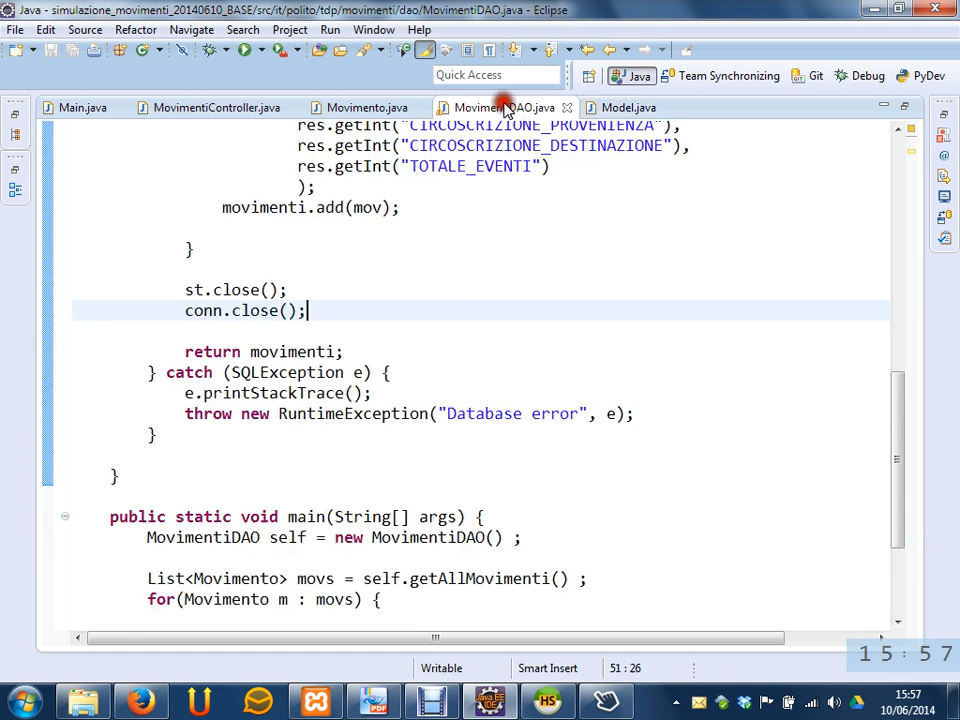 Java - simulazione_movimenti_20140610_BASE/src/it/polito/tdp/movimenti/dao/MovimentiDAO.java - Eclipse
File Edit Source Refactor Navigate Search Project Run Window Help
Quick Access Java Team Synchronizing Git Debug PyDev
Main.java MovimentiController.java Movimento.java MovimentiDAO.java Model.java
res.getInt("CIRCOSCRIZIONE_PROVENIENZA"),
res.getInt("CIRCOSCRIZIONE_DESTINAZIONE"),
res.getInt("TOTALE_EVENTI")
);
movimenti.add(mov);
}
st.close();
conn.close();
return movimenti;
} catch (SQLException e) {
e.printStackTrace();
throw new RuntimeException("Database error", e);
}
}
public static void main(String[] args) {
MovimentiDAO self = new MovimentiDAO() ;
List<Movimento> movs = self.getAllMovimenti() ;
for(Movimento m : movs) {
15:57
Writable Smart Insert 51 : 26
PDF Java EE IDE HS 15:57
10/06/2014